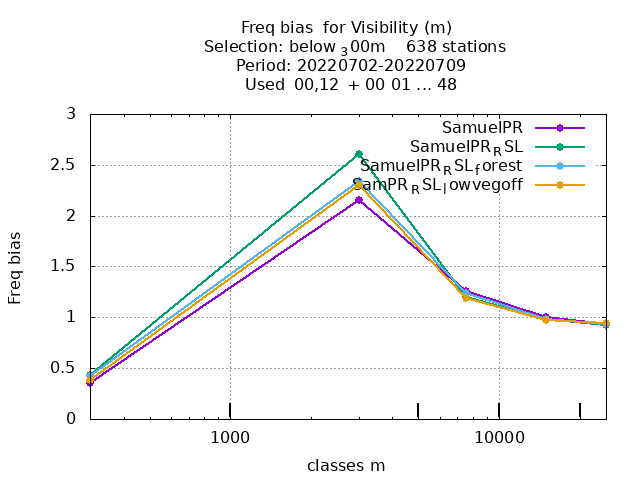 Freq bias  for Visibility (m)
Selection: below ₃00m    638 stations
Period: 20220702-20220709
Used  00,12  + 00 01 ... 48
SamuelPR
SamuelPR_RSL
SamuelPR_RSL_forest
SamPR_RSL_lowvegoff
3
2.5
2
1.5
1
0.5
0
Freq bias
1000
10000
classes m